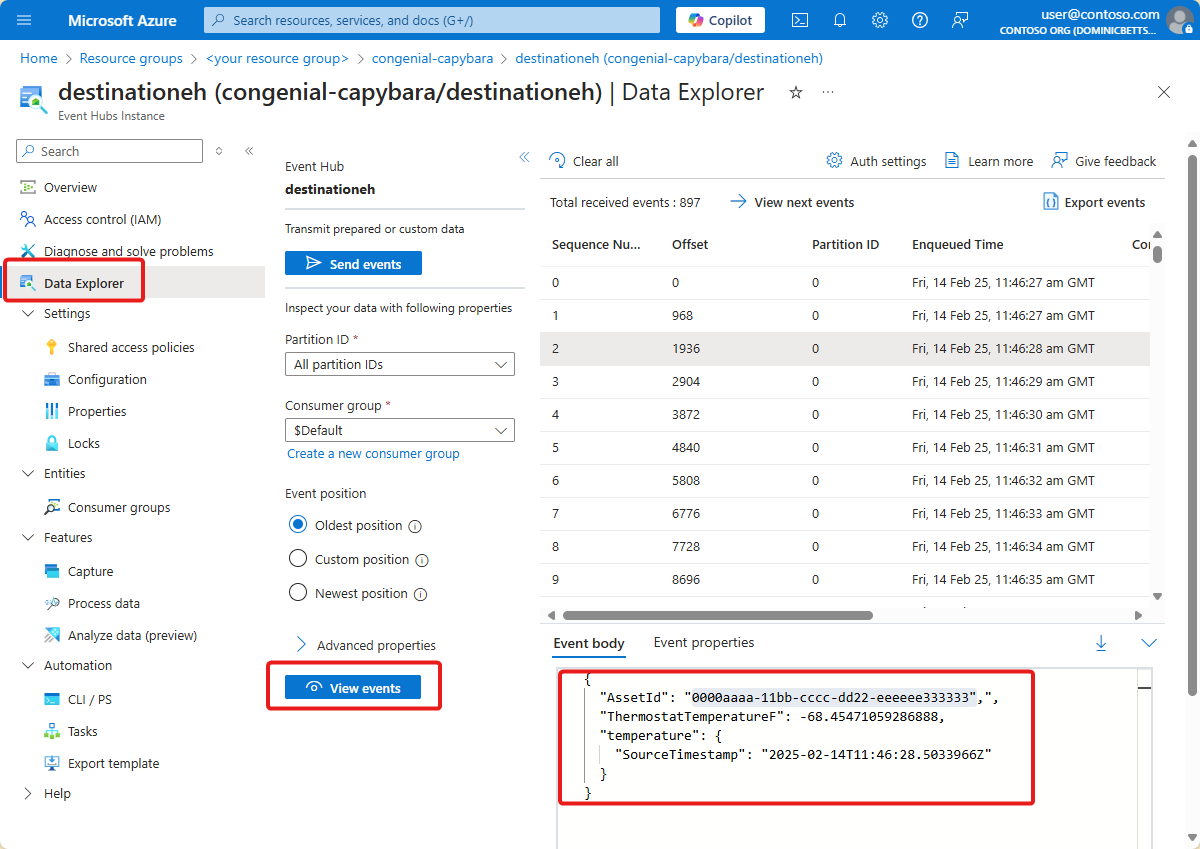 Microsoft Azure
Search resources, services, and docs (G+/)
Copilot
user@contoso.com
CONTOSO ORG (DOMINICBETTS...
Home > Resource groups > <your resource group> > congenial-capybara > destinationeh (congenial-capybara/destinationeh)
destinationeh (congenial-capybara/destinationeh) | Data Explorer
Event Hubs Instance
Search
Overview
Access control (IAM)
Diagnose and solve problems
Data Explorer
Settings
Shared access policies
Configuration
Properties
Locks
Entities
Consumer groups
Features
Capture
Process data
Analyze data (preview)
Automation
CLI / PS
Tasks
Export template
Help
Event Hub
destinationeh
Transmit prepared or custom data
Send events
Inspect your data with following properties
Partition ID *
All partition IDs
Consumer group *
$Default
Create a new consumer group
Event position
Oldest position
Custom position
Newest position
Advanced properties
View events
Clear all
Auth settings
Learn more
Give feedback
Total received events : 897
View next events
Export events
Sequence Nu... Offset Partition ID Enqueued Time Co
0 0 0 Fri, 14 Feb 25, 11:46:27 am GMT
1 968 0 Fri, 14 Feb 25, 11:46:27 am GMT
2 1936 0 Fri, 14 Feb 25, 11:46:28 am GMT
3 2904 0 Fri, 14 Feb 25, 11:46:29 am GMT
4 3872 0 Fri, 14 Feb 25, 11:46:30 am GMT
5 4840 0 Fri, 14 Feb 25, 11:46:31 am GMT
6 5808 0 Fri, 14 Feb 25, 11:46:32 am GMT
7 6776 0 Fri, 14 Feb 25, 11:46:33 am GMT
8 7728 0 Fri, 14 Feb 25, 11:46:34 am GMT
9 8696 0 Fri, 14 Feb 25, 11:46:35 am GMT
Event body
Event properties
{
"AssetId": "0000aaaa-11bb-cccc-dd22-eeeeee333333",",
"ThermostatTemperatureF": -68.45471059286888,
"temperature": {
"SourceTimestamp": "2025-02-14T11:46:28.5033966Z"
}
}